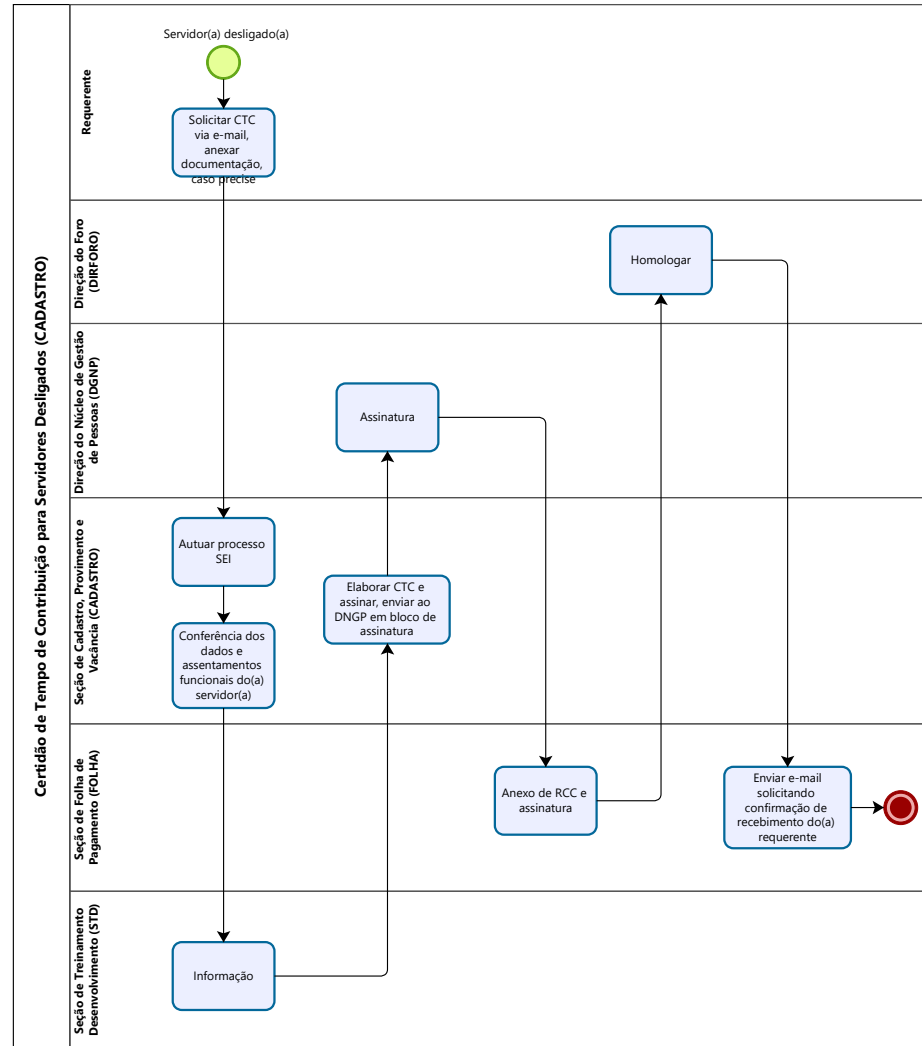 Certidão de Tempo de Contribuição para Servidores Desligados (CADASTRO)
Requerente
Servidor(a) desligado(a)
Solicitar CTC
via e-mail,
anexar
documentação,
caso precise
Direção do Foro
(DIRFORO)
Homologar
Direção do Núcleo de Gestão
de Pessoas (DGNP)
Assinatura
Seção de Cadastro, Provimento e
Vacância (CADASTRO)
Autuar processo
SEI
Conferência dos
dados e
assentamentos
funcionais do(a)
servidor(a)
Elaborar CTC e
assinar, enviar ao
DNGP em bloco de
assinatura
Seção de Folha de
Pagamento (FOLHA)
Anexo de RCC e
assinatura
Enviar e-mail
solicitando
confirmação de
recebimento do(a)
requerente
Seção de Treinamento
Desenvolvimento (STD)
Informação